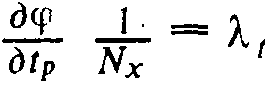 ∂φ/∂t_p 1/N_x = λ_t